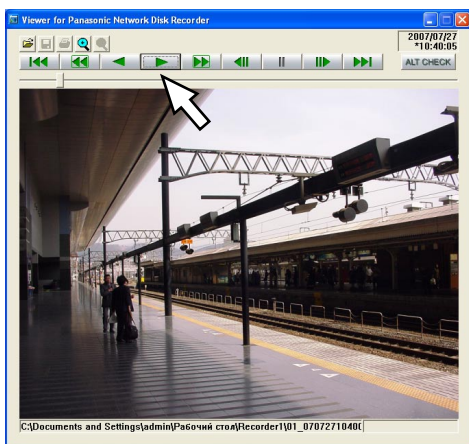 Viewer for Panasonic Network Disk Recorder
2007/07/27
*10:40:05
ALT CHECK
C:\Documents and Settings\admin\Рабочий стол\Recorder1\01_0707271040(